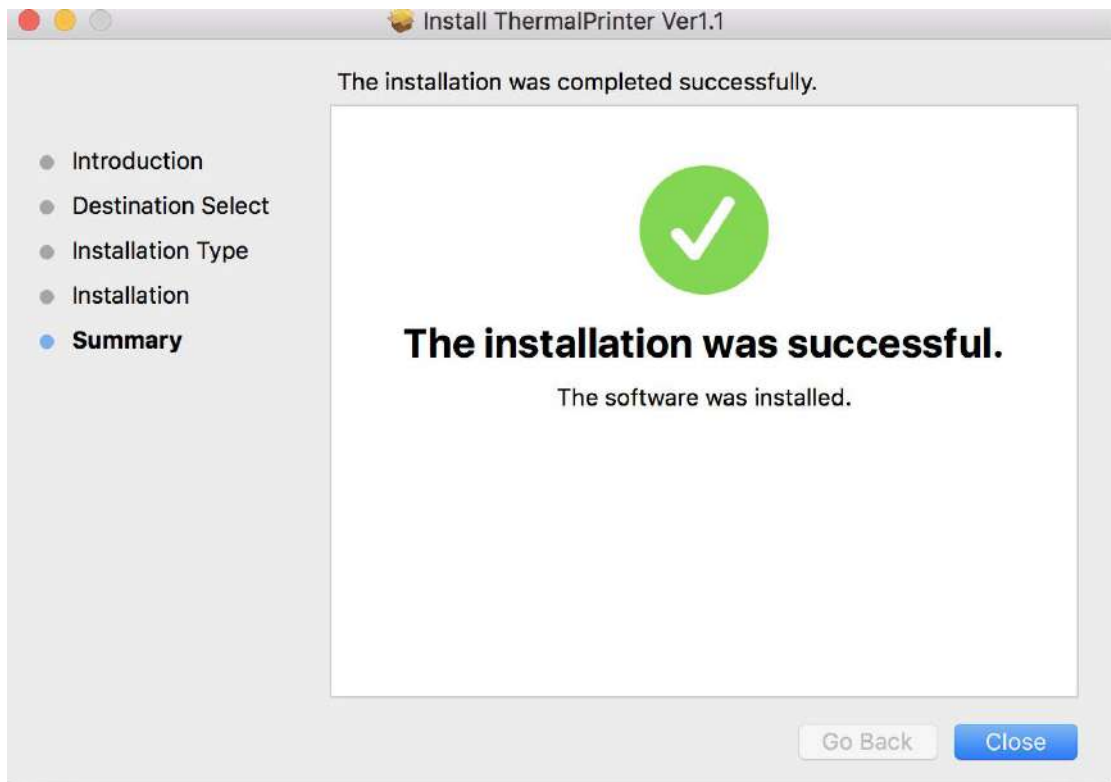 Install ThermalPrinter Ver1.1
The installation was completed successfully.
Introduction
Destination Select
Installation Type
Installation
Summary
The installation was successful.
The software was installed.
Go Back
Close